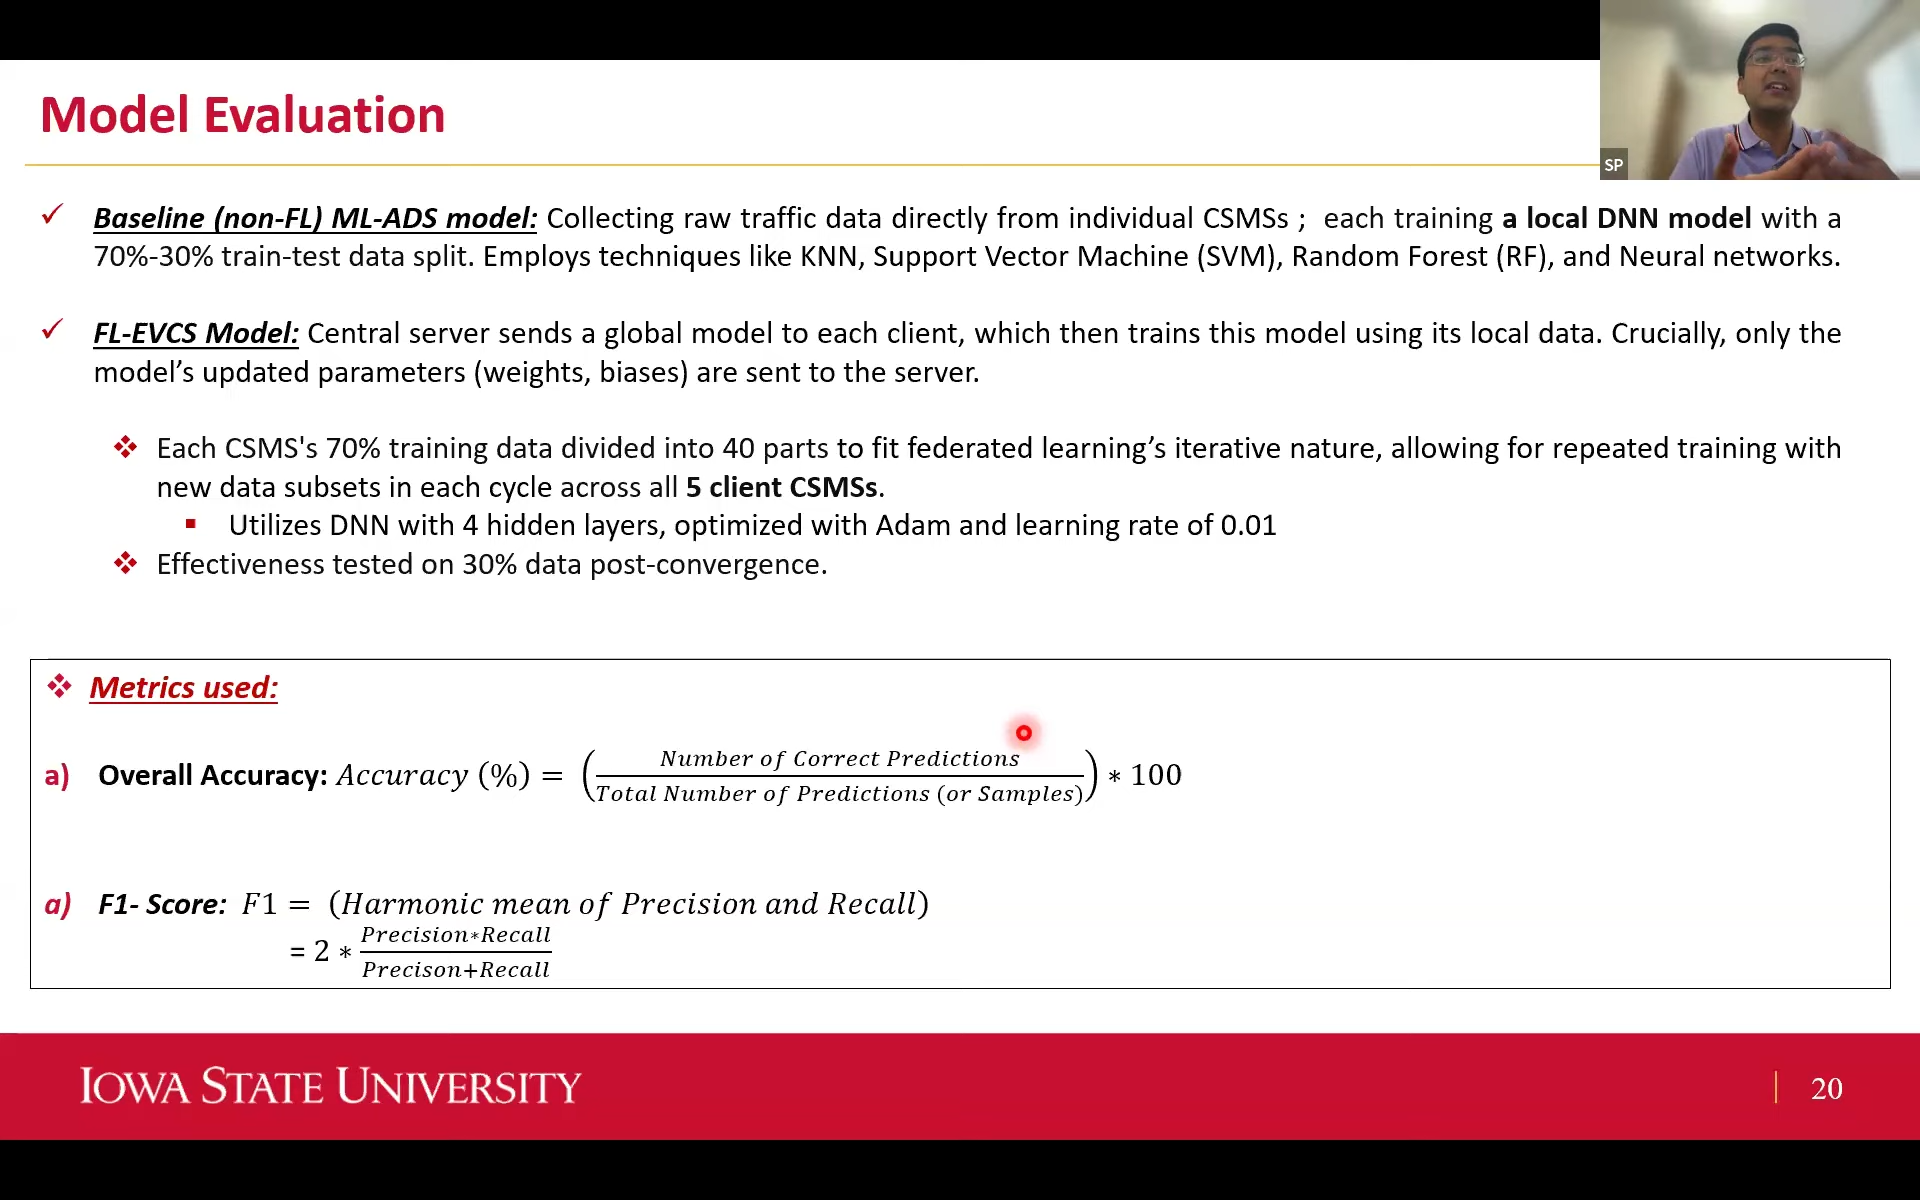 SP
Model Evaluation
✓ Baseline (non-FL) ML-ADS model: Collecting raw traffic data directly from individual CSMSs ; each training a local DNN model with a
70%-30% train-test data split. Employs techniques like KNN, Support Vector Machine (SVM), Random Forest (RF), and Neural networks.
✓ FL-EVCS Model: Central server sends a global model to each client, which then trains this model using its local data. Crucially, only the
model’s updated parameters (weights, biases) are sent to the server.
❖ Each CSMS's 70% training data divided into 40 parts to fit federated learning’s iterative nature, allowing for repeated training with
new data subsets in each cycle across all 5 client CSMSs.
▪ Utilizes DNN with 4 hidden layers, optimized with Adam and learning rate of 0.01
❖ Effectiveness tested on 30% data post-convergence.
❖ Metrics used:
a) Overall Accuracy: Accuracy (%) = (Number of Correct Predictions / Total Number of Predictions (or Samples)) * 100
a) F1- Score: F1 = (Harmonic mean of Precision and Recall)
= 2 * Precision*Recall / Precison+Recall
IOWA STATE UNIVERSITY
20